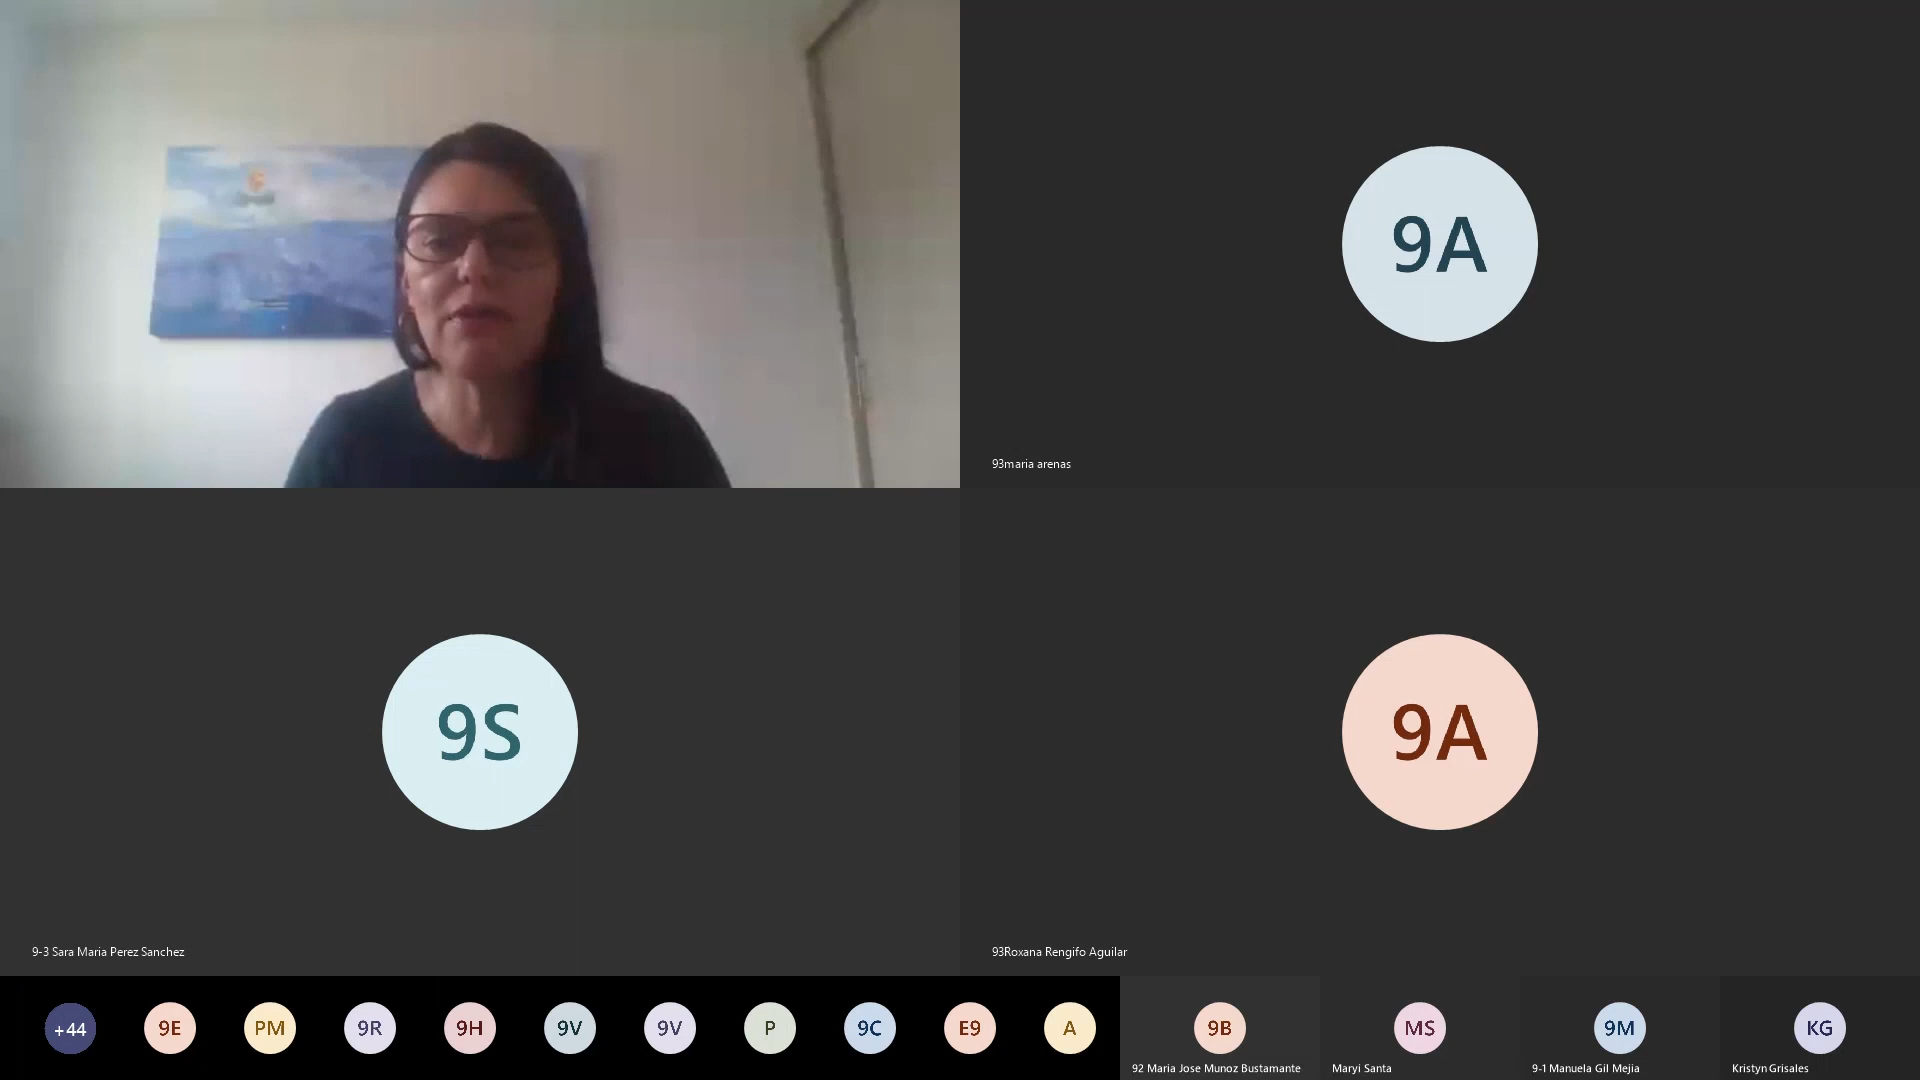 9A
93maria arenas
9S
9-3 Sara Maria Perez Sanchez
9A
93Roxana Rengifo Aguilar
+44
9E
PM
9R
9H
9V
9V
P
9C
E9
A
9B
92 Maria Jose Munoz Bustamante
MS
Maryi Santa
9M
9-1 Manuela Gil Mejia
KG
Kristyn Grisales